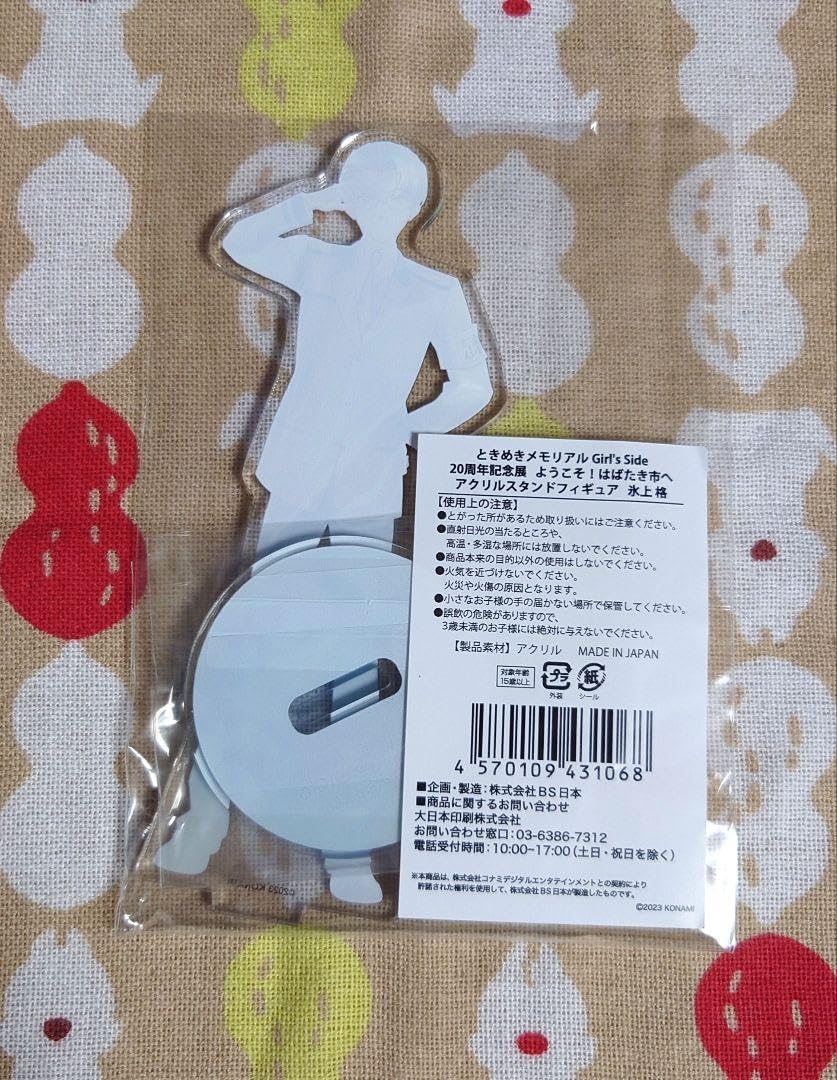 ときめきメモリアル Girl's Side
20周年記念展 ようこそ!はばたき市へ
アクリルスタンドフィギュア 氷上 格
【使用上の注意】
●とがった所があるため取り扱いにはご注意ください。
●直射日光の当たるところや、
高温・多湿な場所には放置しないでください。
●商品本来の目的以外の使用はしないでください。
●火気を近づけないでください。
火災や火傷の原因となります。
●小さなお子様の手の届かない場所で保管してください。
●誤飲の危険がありますので、
3歳未満のお子様には絶対に与えないでください。
【製品素材】アクリル MADE IN JAPAN
対象年齢
15歳以上
プラ
外装
紙
シール
4 570109 431068
■企画・製造:株式会社BS日本
■商品に関するお問い合わせ
大日本印刷株式会社
お問い合わせ窓口:03-6386-7312
電話受付時間:10:00-17:00(土日・祝日を除く)
※本商品は、株式会社コナミデジタルエンタテインメントとの契約により
許諾された権利を使用して、株式会社BS日本が製造したものです。
©2023 KONAMI